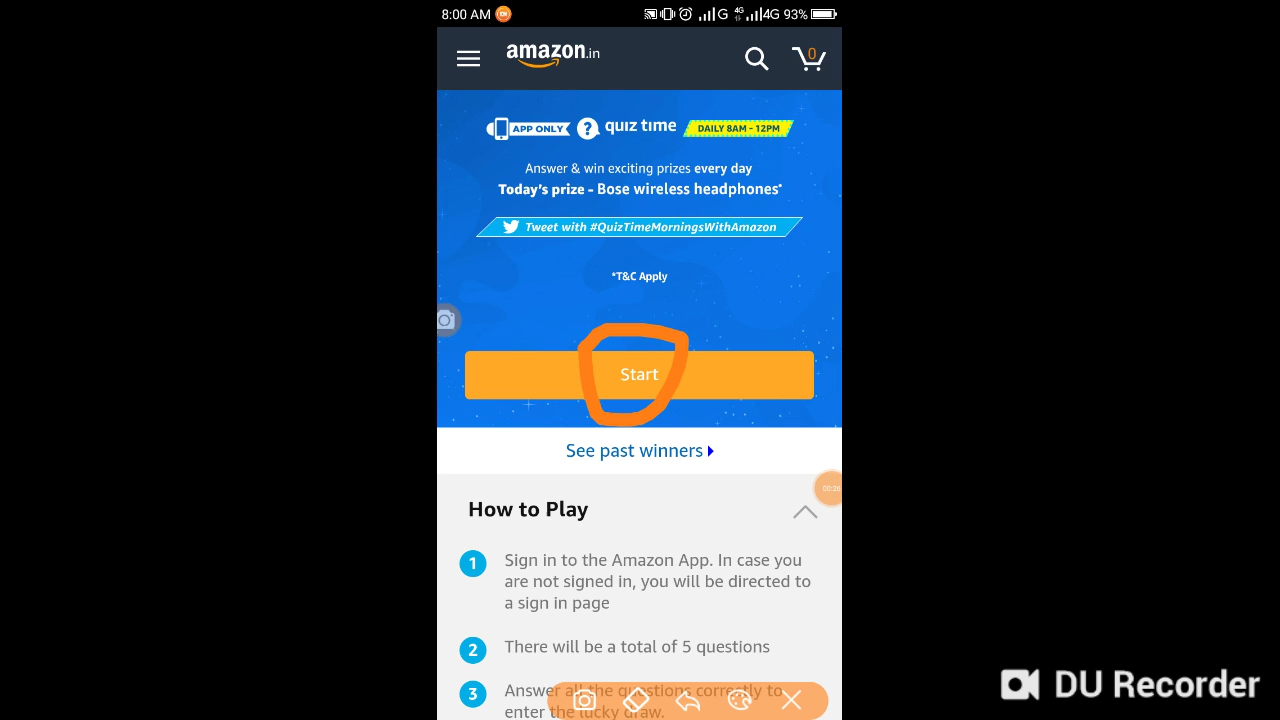 8:00 AM
G 4G 4G 93%
amazon.in
0
APP ONLY ? quiz time DAILY 8AM - 12PM
Answer & win exciting prizes every day
Today's prize - Bose wireless headphones*
Tweet with #QuizTimeMorningsWithAmazon
*T&C Apply
Start
See past winners
00:26
How to Play
1 Sign in to the Amazon App. In case you
are not signed in, you will be directed to
a sign in page
2 There will be a total of 5 questions
3 Answer all the questions correctly to
enter the lucky draw.
DU Recorder